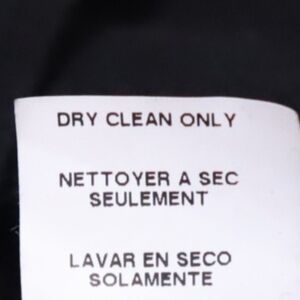 DRY CLEAN ONLY
NETTOYER A SEC
SEULEMENT
LAVAR EN SECO
SOLAMENTE